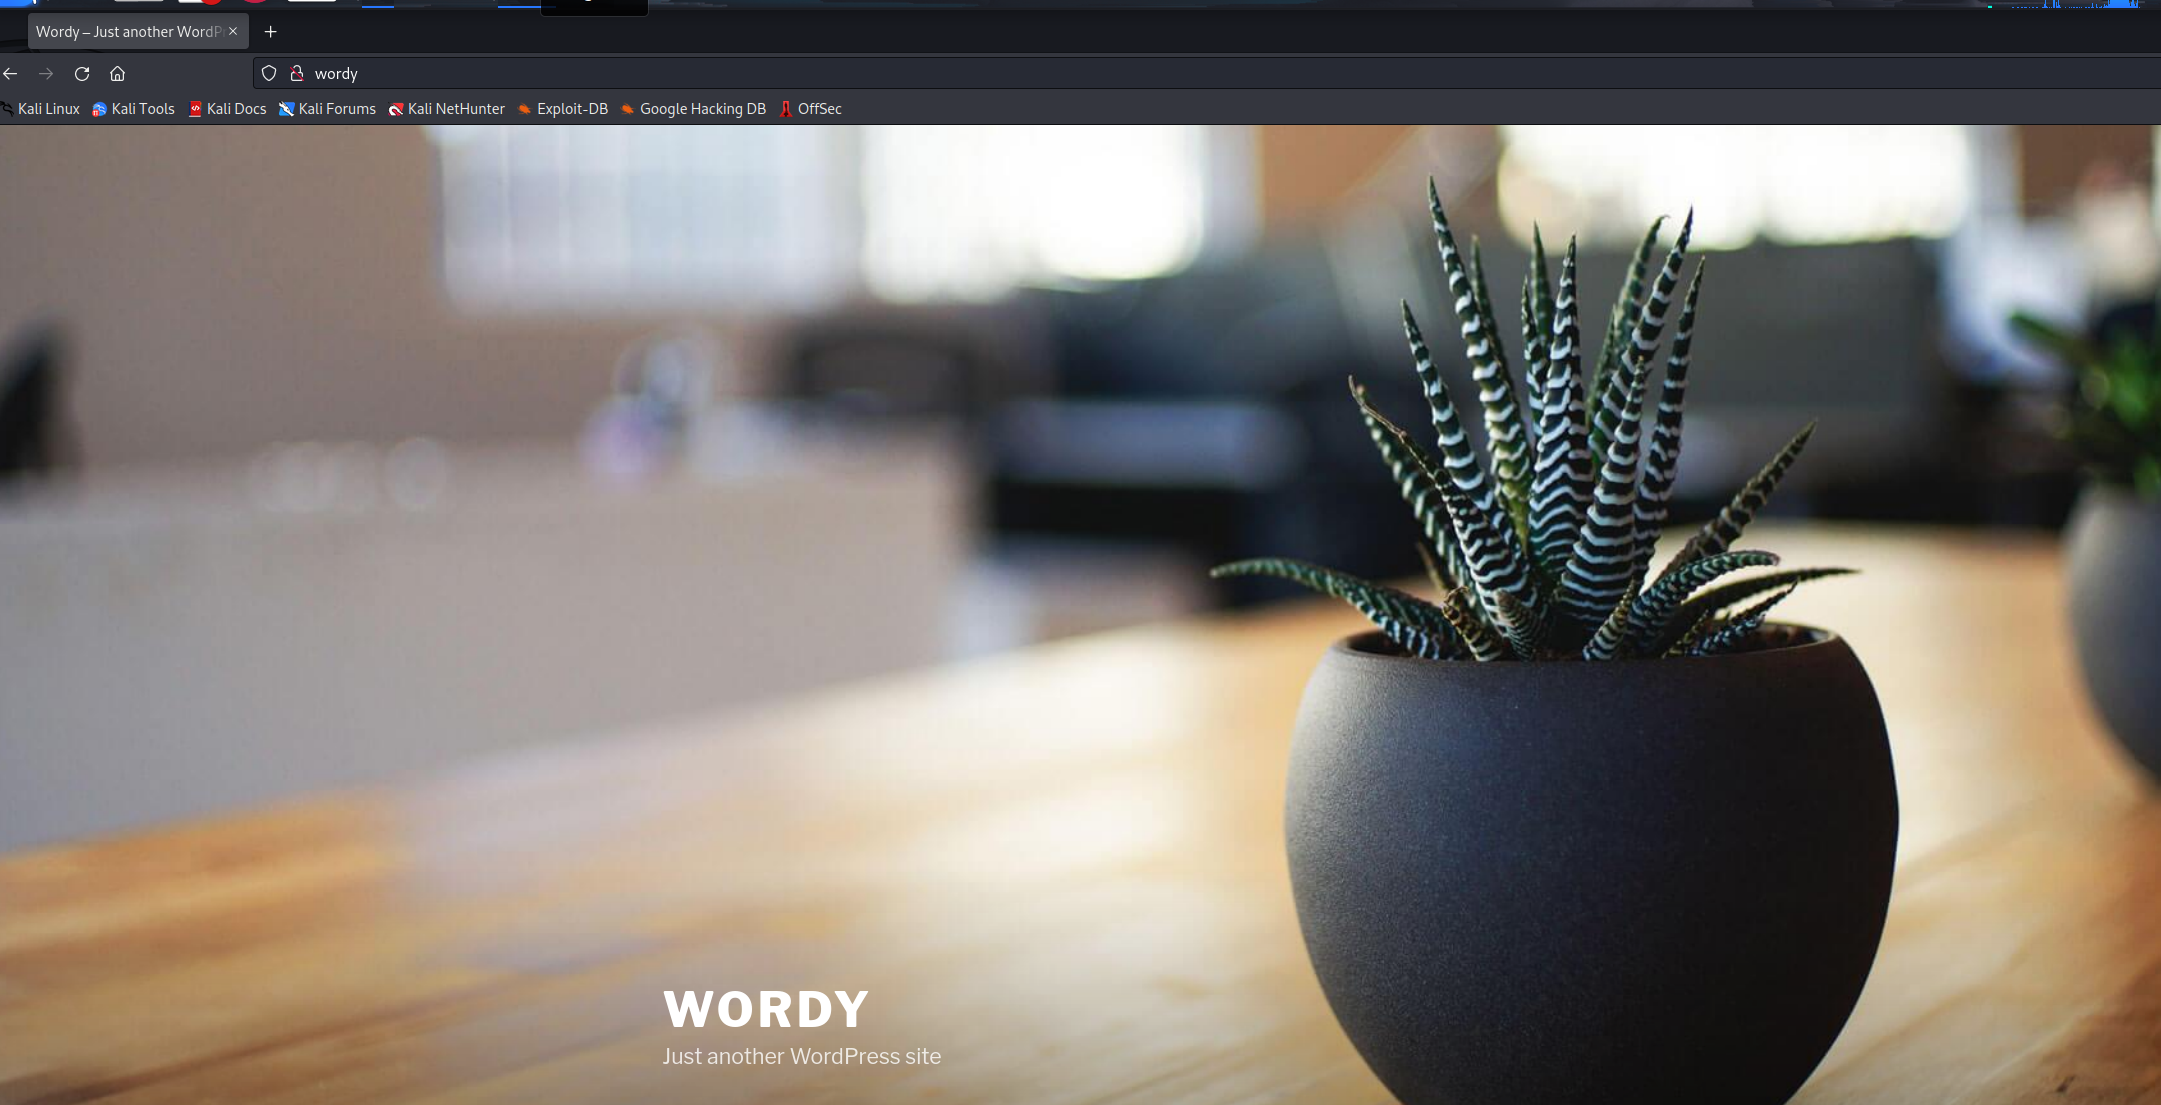 Wordy – Just another WordP
wordy
Kali Linux Kali Tools Kali Docs Kali Forums Kali NetHunter Exploit-DB Google Hacking DB OffSec
WORDY
Just another WordPress site